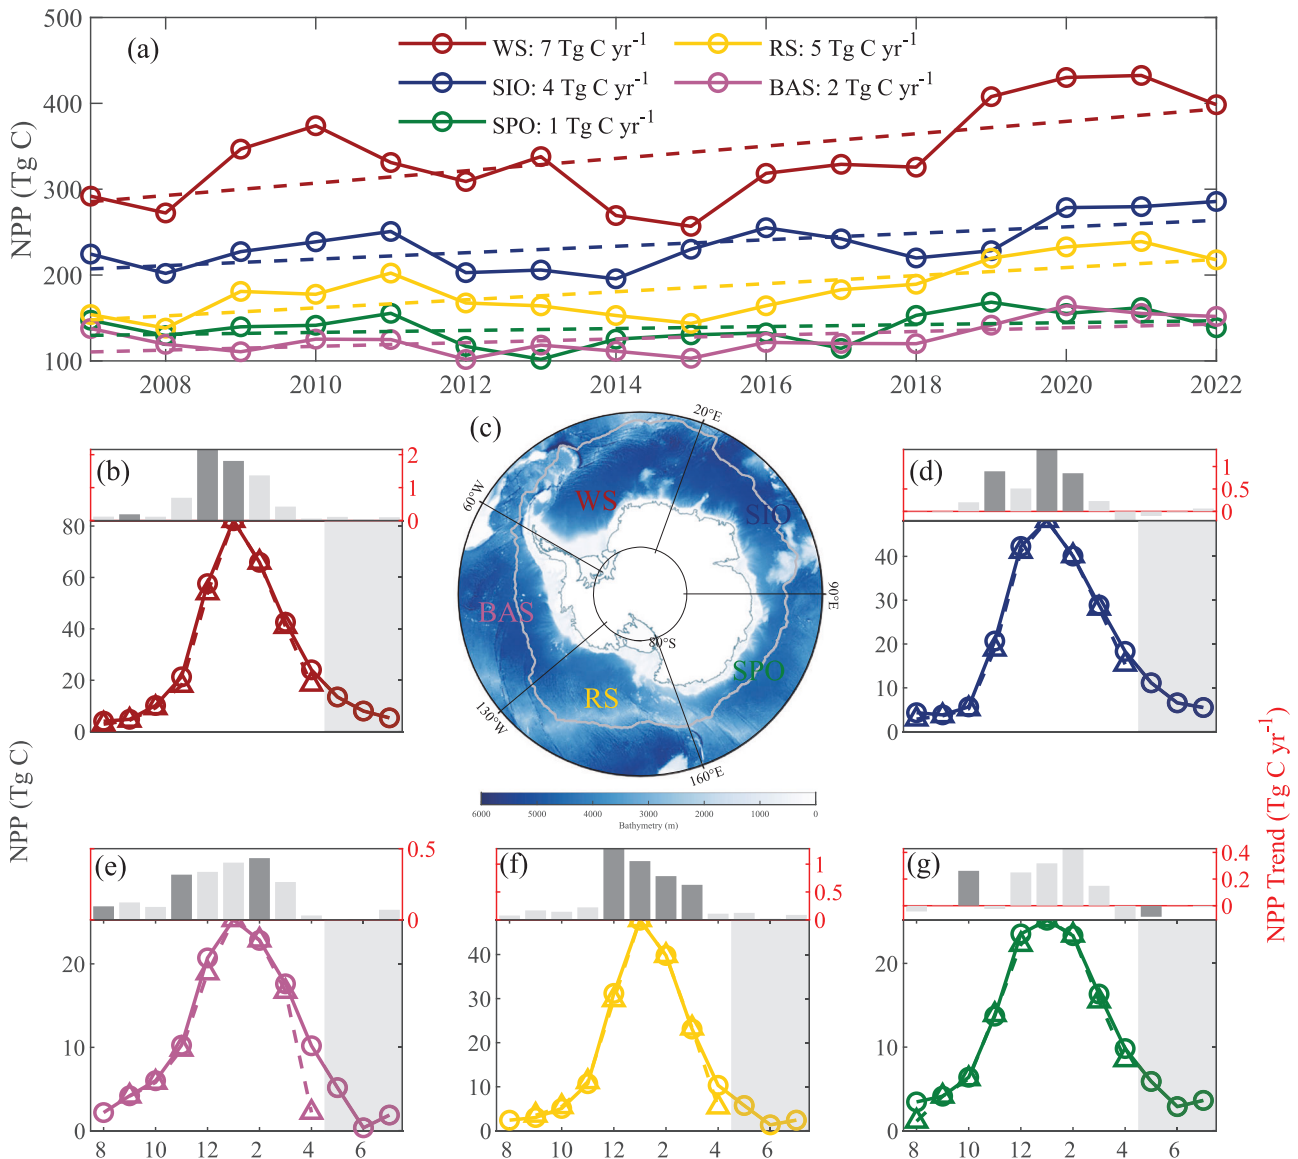 (a)
WS: 7 Tg C yr⁻¹
RS: 5 Tg C yr⁻¹
SIO: 4 Tg C yr⁻¹
BAS: 2 Tg C yr⁻¹
SPO: 1 Tg C yr⁻¹
NPP (Tg C)
500
400
300
200
100
2008 2010 2012 2014 2016 2018 2020 2022
(b)
2
1
0
80
60
40
20
0
(c)
20°E
60°W
90°E
130°W
160°E
80°S
WS
SIO
BAS
SPO
RS
6000 5000 4000 3000 2000 1000 0
Bathymetry (m)
(d)
1
0.5
0
40
30
20
10
0
NPP (Tg C)
NPP Trend (Tg C yr⁻¹)
(e)
0.5
0
20
10
0
8 10 12 2 4 6
(f)
1
0.5
0
40
30
20
10
0
8 10 12 2 4 6
(g)
0.4
0.2
0
20
10
0
8 10 12 2 4 6